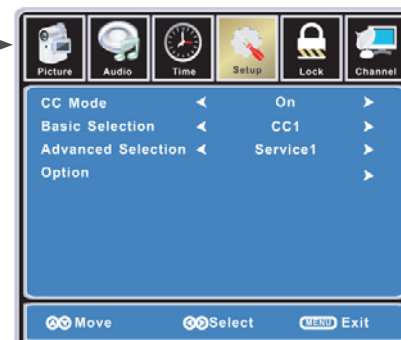 Picture Audio Time Setup Lock Channel
CC Mode On
Basic Selection CC1
Advanced Selection Service1
Option
Move Select MENU Exit